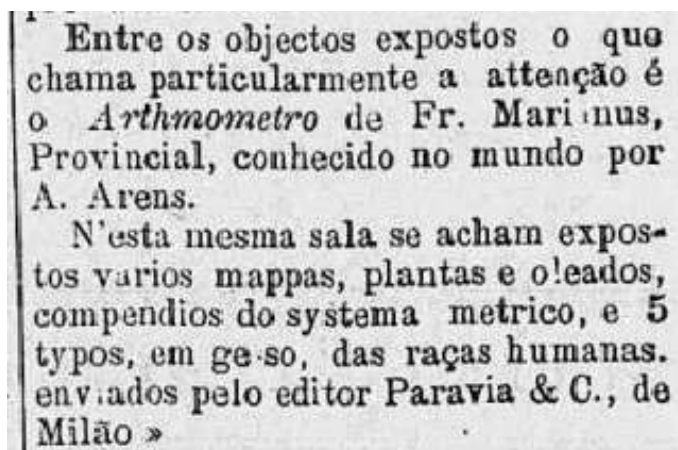 Entre os objectos expostos o que
chama particularmente a attenção é
o Arthmometro de Fr. Marianus,
Provincial, conhecido no mundo por
A. Arens.
N'esta mesma sala se acham expos-
tos varios mappas, plantas e oleados,
compendios do systema metrico, e 5
typos, em gesso, das raças humanas.
enviados pelo editor Paravia & C., de
Milão »